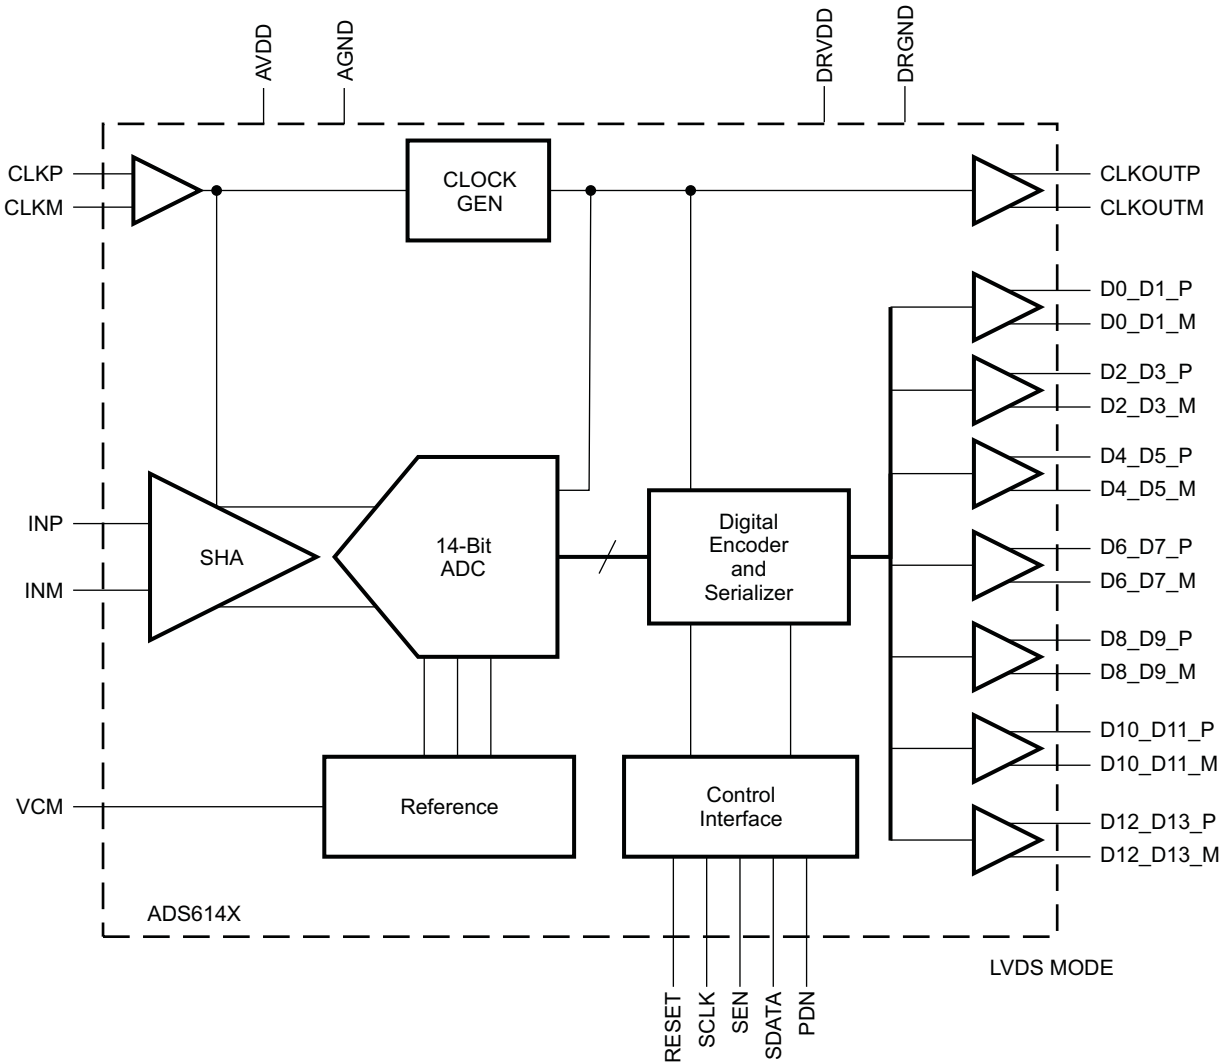 AVDD
AGND
DRVDD
DRGND
CLKP
CLKM
CLOCK
GEN
CLKOUTP
CLKOUTM
D0_D1_P
D0_D1_M
D2_D3_P
D2_D3_M
D4_D5_P
D4_D5_M
INP
INM
SHA
14-Bit
ADC
Digital
Encoder
and
Serializer
D6_D7_P
D6_D7_M
D8_D9_P
D8_D9_M
D10_D11_P
D10_D11_M
VCM
Reference
Control
Interface
D12_D13_P
D12_D13_M
ADS614X
LVDS MODE
RESET
SCLK
SEN
SDATA
PDN